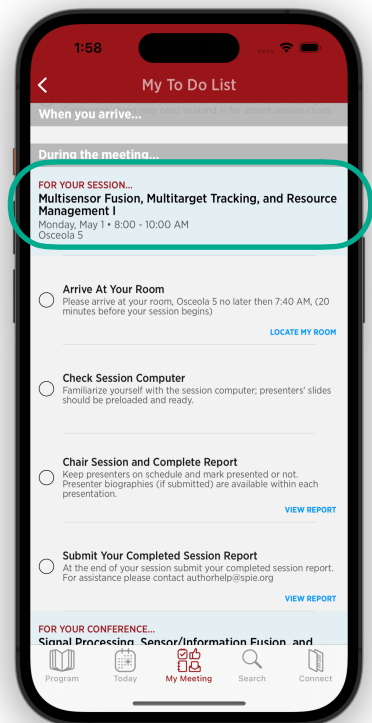 1:58
My To Do List
When you arrive...
During the meeting...
FOR YOUR SESSION...
Multisensor Fusion, Multitarget Tracking, and Resource
Management I
Monday, May 1 • 8:00 - 10:00 AM
Osceola 5
Arrive At Your Room
Please arrive at your room, Osceola 5 no later then 7:40 AM, (20
minutes before your session begins)
LOCATE MY ROOM
Check Session Computer
Familiarize yourself with the session computer; presenters' slides
should be preloaded and ready.
Chair Session and Complete Report
Keep presenters on schedule and mark presented or not.
Presenter biographies (if submitted) are available within each
presentation.
VIEW REPORT
Submit Your Completed Session Report
At the end of your session submit your completed session report.
For assistance please contact authorhelp@spie.org
VIEW REPORT
FOR YOUR CONFERENCE...
Signal Processing, Sensor/Information Fusion, and
Program
Today
My Meeting
Search
Connect